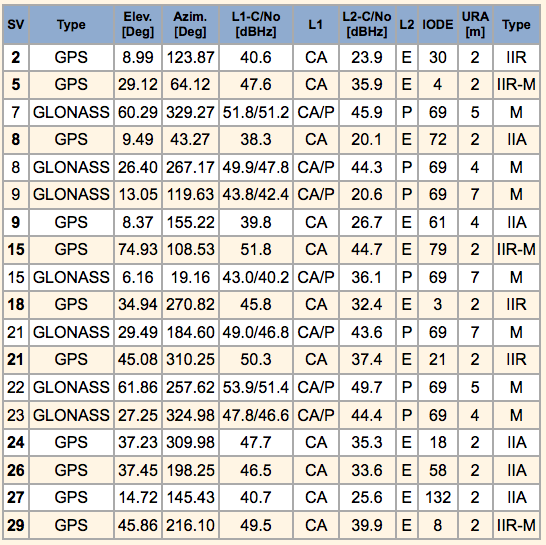 SV Type Elev. [Deg] Azim. [Deg] L1-C/No [dBHz] L1 L2-C/No [dBHz] L2 IODE URA [m] Type
2 GPS 8.99 123.87 40.6 CA 23.9 E 30 2 IIR
5 GPS 29.12 64.12 47.6 CA 35.9 E 4 2 IIR-M
7 GLONASS 60.29 329.27 51.8/51.2 CA/P 45.9 P 69 5 M
8 GPS 9.49 43.27 38.3 CA 20.1 E 72 2 IIA
8 GLONASS 26.40 267.17 49.9/47.8 CA/P 44.3 P 69 4 M
9 GLONASS 13.05 119.63 43.8/42.4 CA/P 20.6 P 69 7 M
9 GPS 8.37 155.22 39.8 CA 26.7 E 61 4 IIA
15 GPS 74.93 108.53 51.8 CA 44.7 E 79 2 IIR-M
15 GLONASS 6.16 19.16 43.0/40.2 CA/P 36.1 P 69 7 M
18 GPS 34.94 270.82 45.8 CA 32.4 E 3 2 IIR
21 GLONASS 29.49 184.60 49.0/46.8 CA/P 43.6 P 69 7 M
21 GPS 45.08 310.25 50.3 CA 37.4 E 21 2 IIR
22 GLONASS 61.86 257.62 53.9/51.4 CA/P 49.7 P 69 5 M
23 GLONASS 27.25 324.98 47.8/46.6 CA/P 44.4 P 69 4 M
24 GPS 37.23 309.98 47.7 CA 35.3 E 18 2 IIA
26 GPS 37.45 198.25 46.5 CA 33.6 E 58 2 IIA
27 GPS 14.72 145.43 40.7 CA 25.6 E 132 2 IIA
29 GPS 45.86 216.10 49.5 CA 39.9 E 8 2 IIR-M